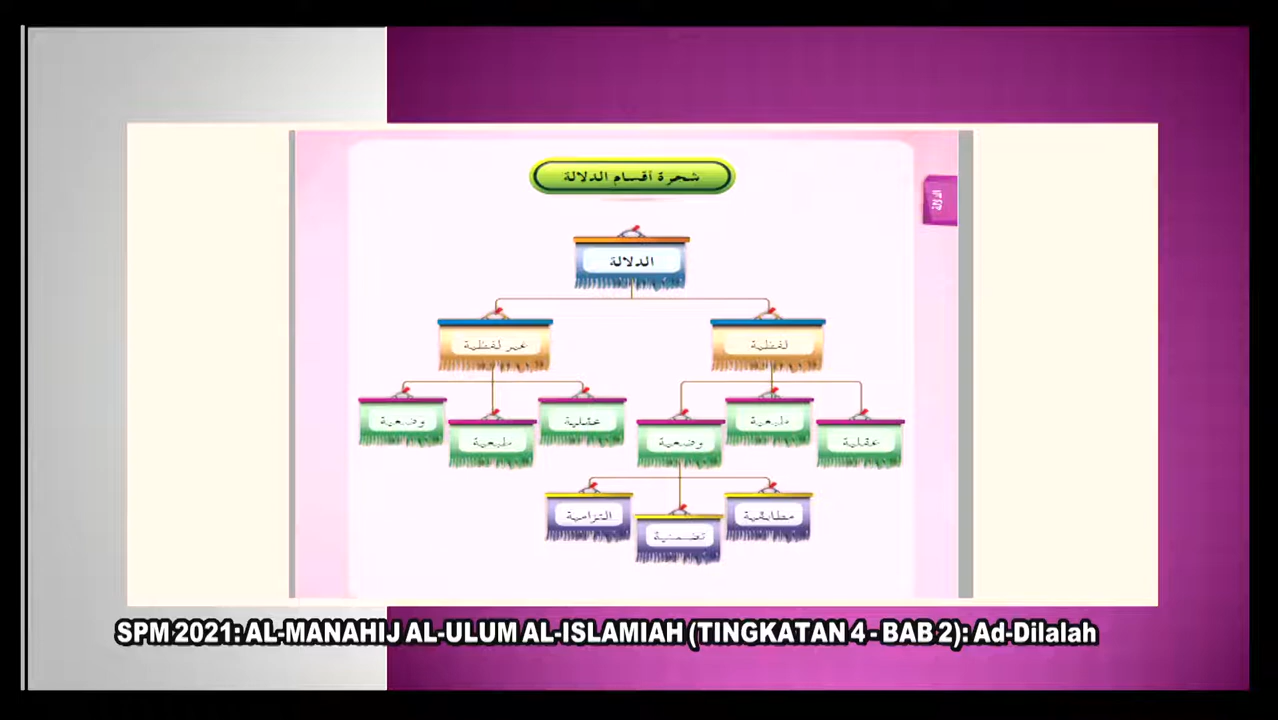 شجرة أقسام الدلالة
الدلالة
الدلالة
لفظية
غير لفظية
عقلية
طبعية
وضعية
عقلية
طبعية
وضعية
مطابقية
تضمنية
التزامية
SPM 2021: AL-MANAHIJ AL-ULUM AL-ISLAMIAH (TINGKATAN 4 - BAB 2): Ad-Dilalah